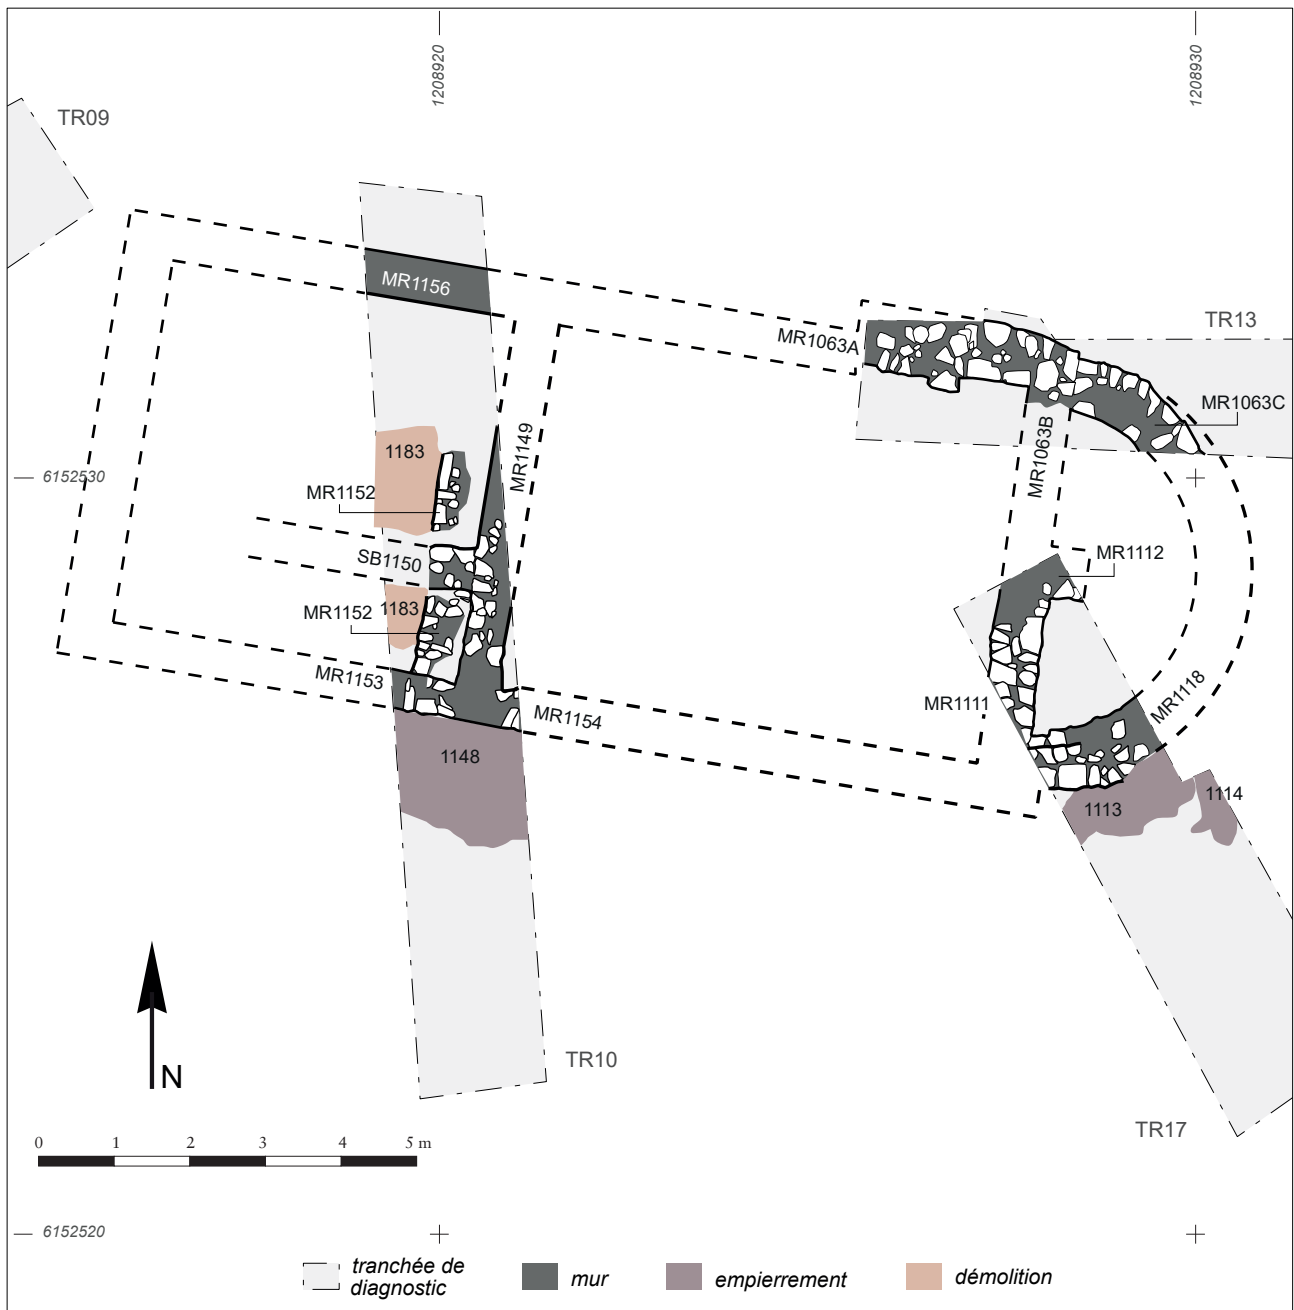 1208920
1208930
TR09
TR13
MR1156
MR1063A
MR1063C
MR1063B
1183
MR1149
6152530
MR1152
SB1150
MR1112
1183
MR1152
MR1153
MR1154
MR1111
MR1118
1148
1113
1114
N
TR10
TR17
0 1 2 3 4 5 m
6152520
tranchée de
diagnostic
mur
empierrement
démolition